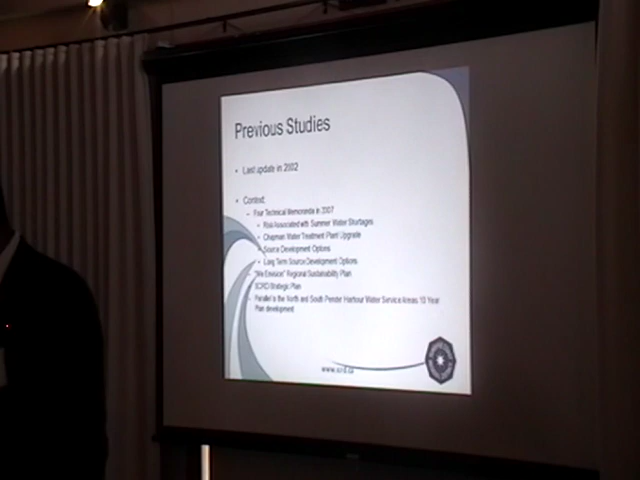 Previous Studies
• Last update in 2002
• Context:
– Four Technical Memoranda in 2007
• Risk Associated with Summer Water Shortages
• Chapman Water Treatment Plant Upgrade
• Source Development Options
• Long Term Source Development Options
– "We Envision" Regional Sustainability Plan
SCRD Strategic Plan
Parallel to the North and South Pender Harbour Water Service Areas 10 Year
Plan development
www.scrd.ca